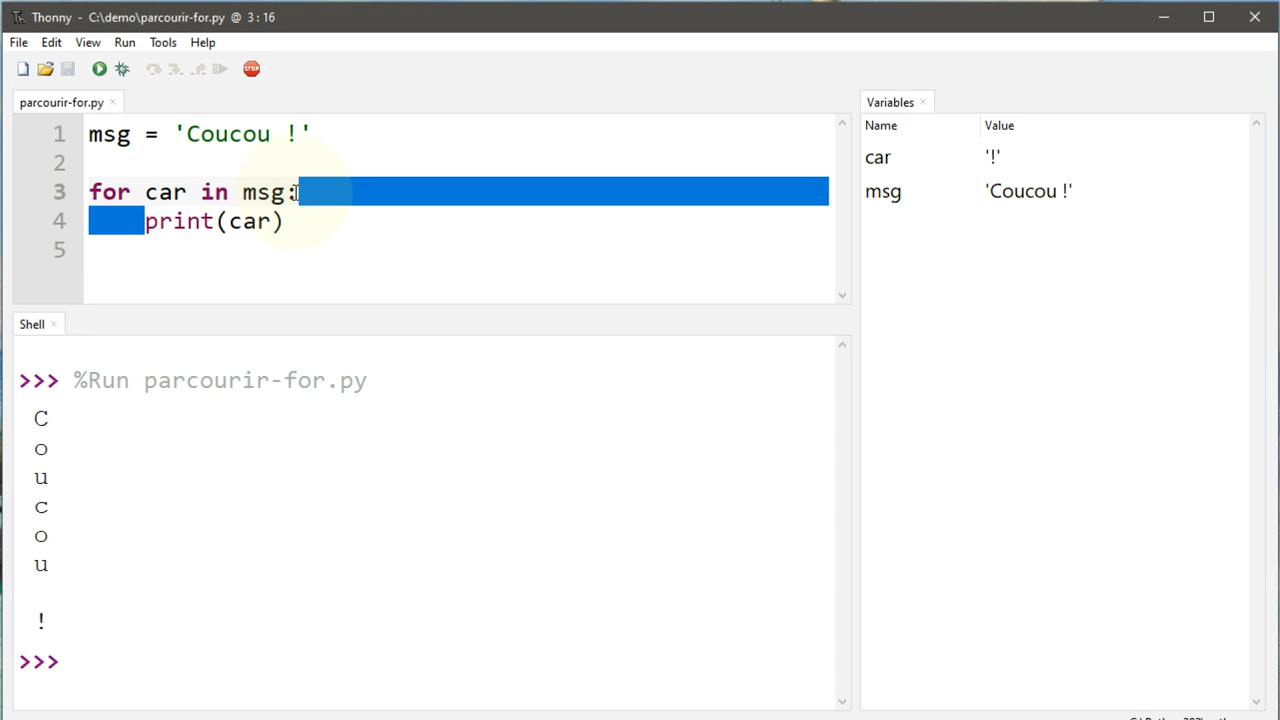 Thonny - C:\demo\parcourir-for.py @ 3 : 16
File Edit View Run Tools Help
STOP
parcourir-for.py ×
1 msg = 'Coucou !'
2
3 for car in msg:
4 print(car)
5
Variables ×
Name Value
car '!'
msg 'Coucou !'
Shell ×
>>> %Run parcourir-for.py
C
o
u
c
o
u
!
>>>